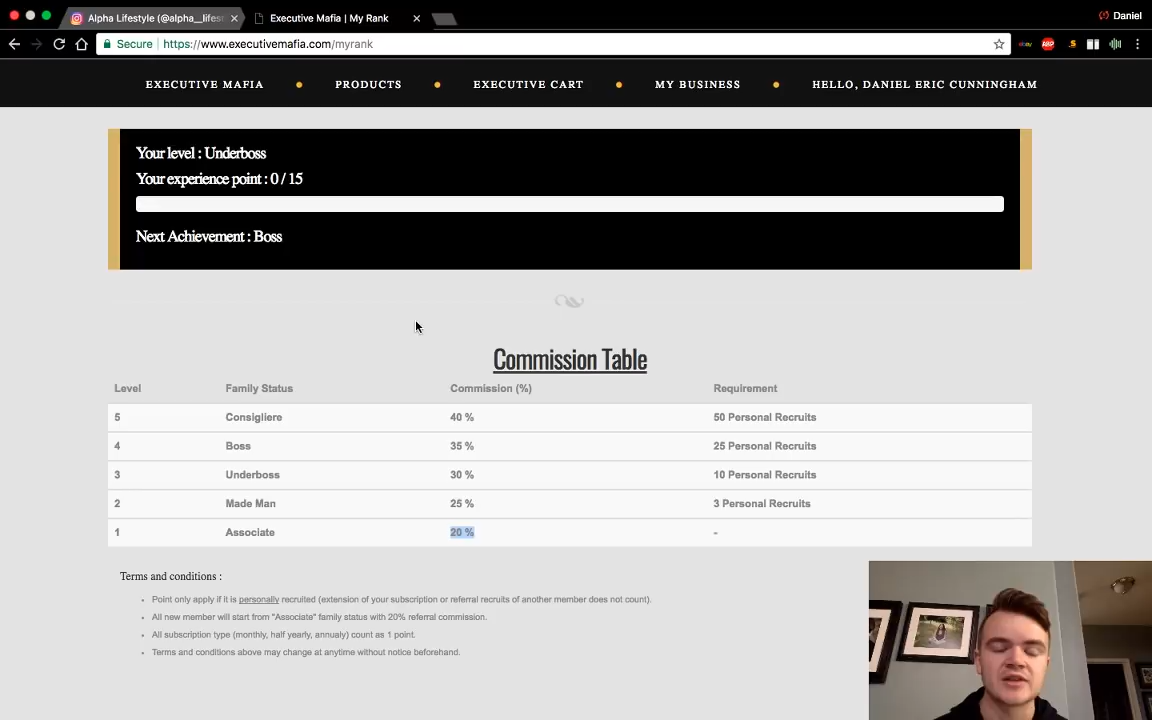 Alpha Lifestyle (@alpha__lifest
Executive Mafia | My Rank
Daniel
Secure
https://www.executivemafia.com/myrank
ebay
ABP
EXECUTIVE MAFIA
PRODUCTS
EXECUTIVE CART
MY BUSINESS
HELLO, DANIEL ERIC CUNNINGHAM
Your level : Underboss
Your experience point : 0 / 15
Next Achievement : Boss
Commission Table
Level Family Status Commission (%) Requirement
5 Consigliere 40 % 50 Personal Recruits
4 Boss 35 % 25 Personal Recruits
3 Underboss 30 % 10 Personal Recruits
2 Made Man 25 % 3 Personal Recruits
1 Associate 20 % -
Terms and conditions :
Point only apply if it is personally recruited (extension of your subscription or referral recruits of another member does not count).
All new member will start from "Associate" family status with 20% referral commission.
All subscription type (monthly, half yearly, annualy) count as 1 point.
Terms and conditions above may change at anytime without notice beforehand.